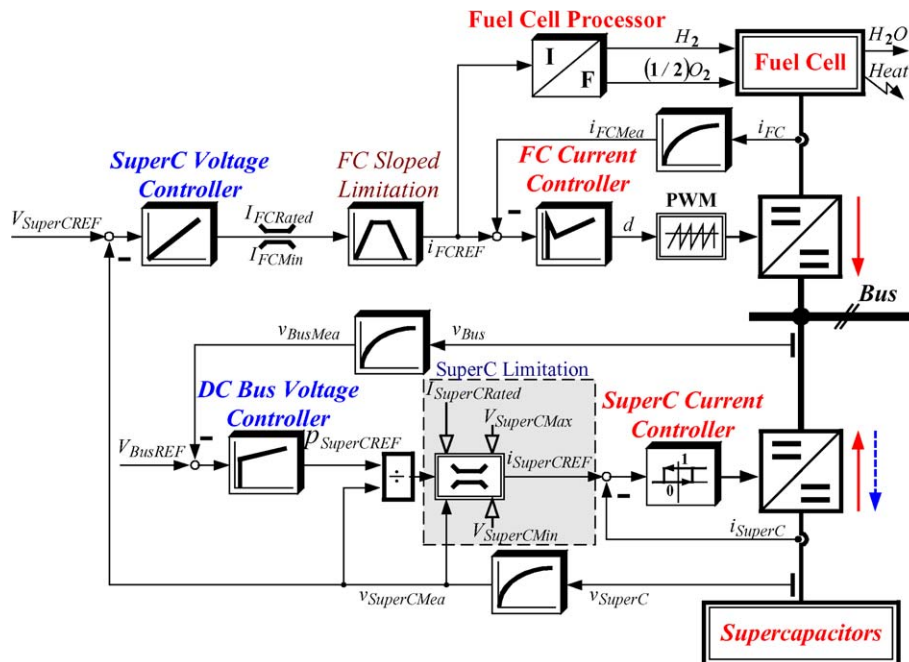 Fuel Cell Processor
H2
H2O
I
F
(1/2)O2
Fuel Cell
Heat
iFCMea
iFC
SuperC Voltage
Controller
FC Sloped
Limitation
FC Current
Controller
PWM
VSuperCREF
IFCRated
IFCMin
iFCREF
d
Bus
vBusMea
vBus
SuperC Limitation
DC Bus Voltage
Controller
ISuperCRated
VSuperCMax
SuperC Current
Controller
VBusREF
pSuperCREF
÷
iSuperCREF
1
0
VSuperCMin
iSuperC
vSuperCMea
vSuperC
Supercapacitors